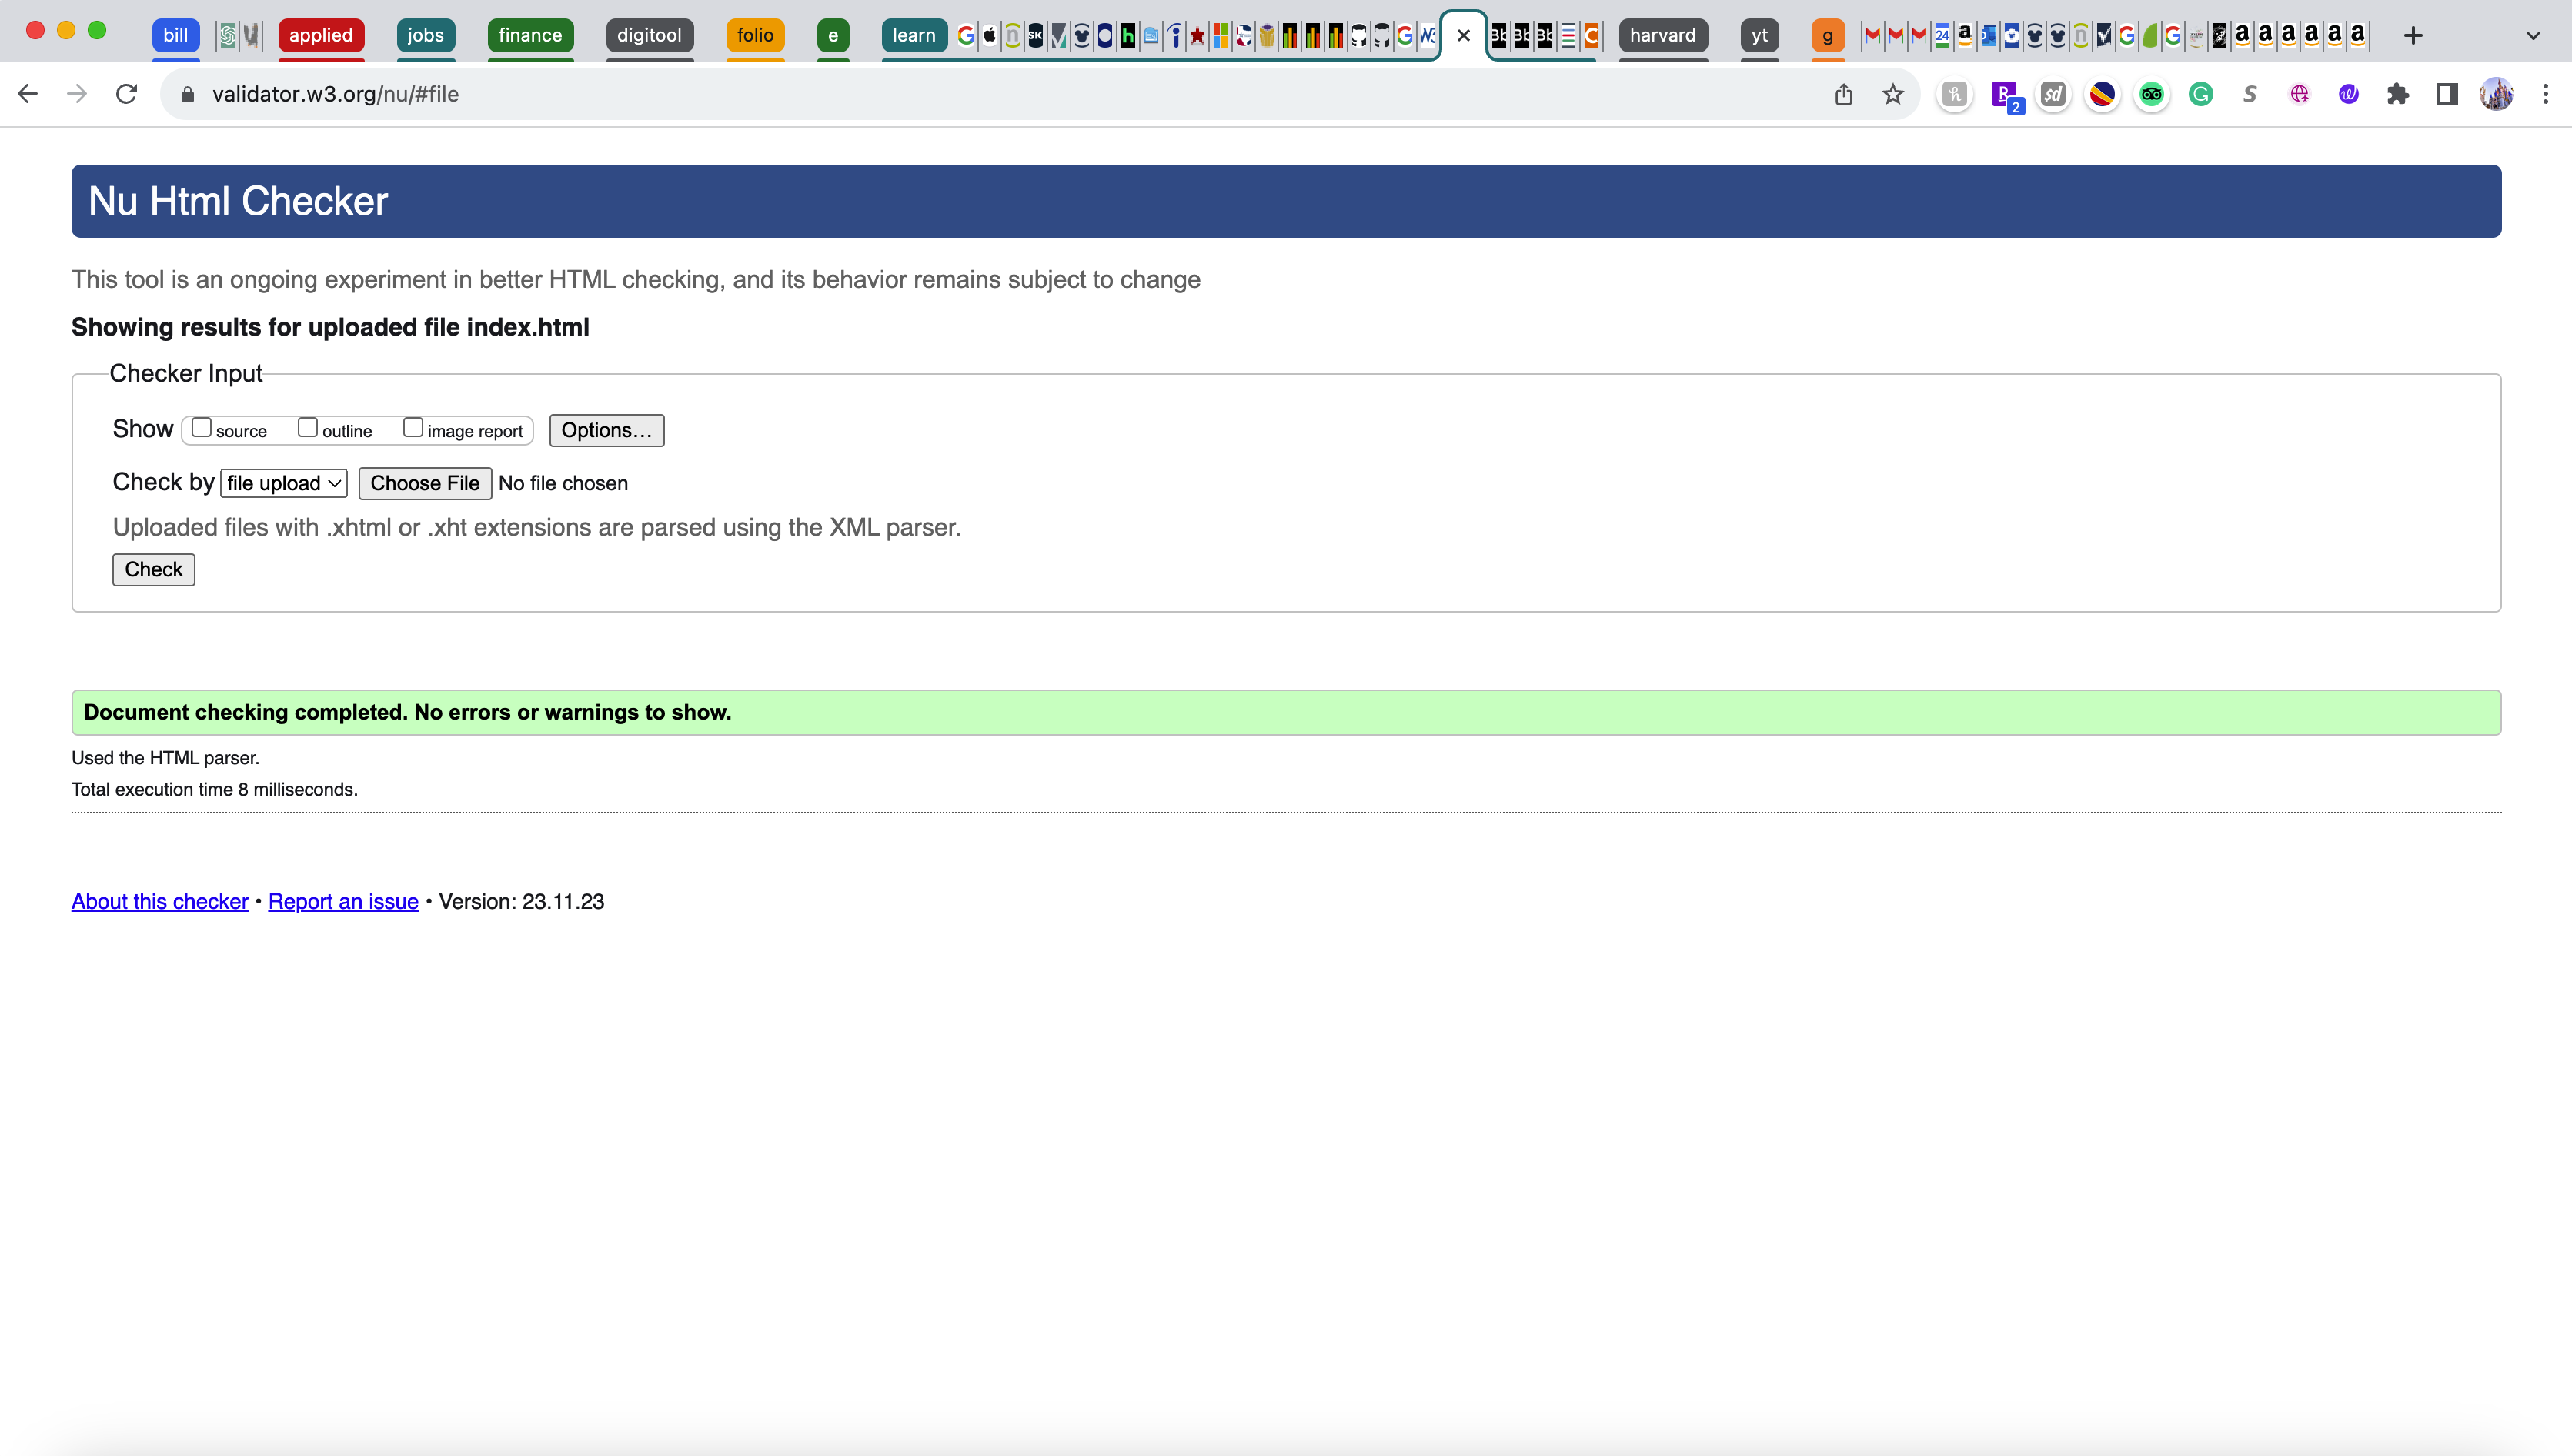 bill applied jobs finance digitool folio e learn harvard yt g
validator.w3.org/nu/#file
Nu Html Checker
This tool is an ongoing experiment in better HTML checking, and its behavior remains subject to change
Showing results for uploaded file index.html
Checker Input
Show source outline image report Options...
Check by file upload Choose File No file chosen
Uploaded files with .xhtml or .xht extensions are parsed using the XML parser.
Check
Document checking completed. No errors or warnings to show.
Used the HTML parser.
Total execution time 8 milliseconds.
About this checker • Report an issue • Version: 23.11.23